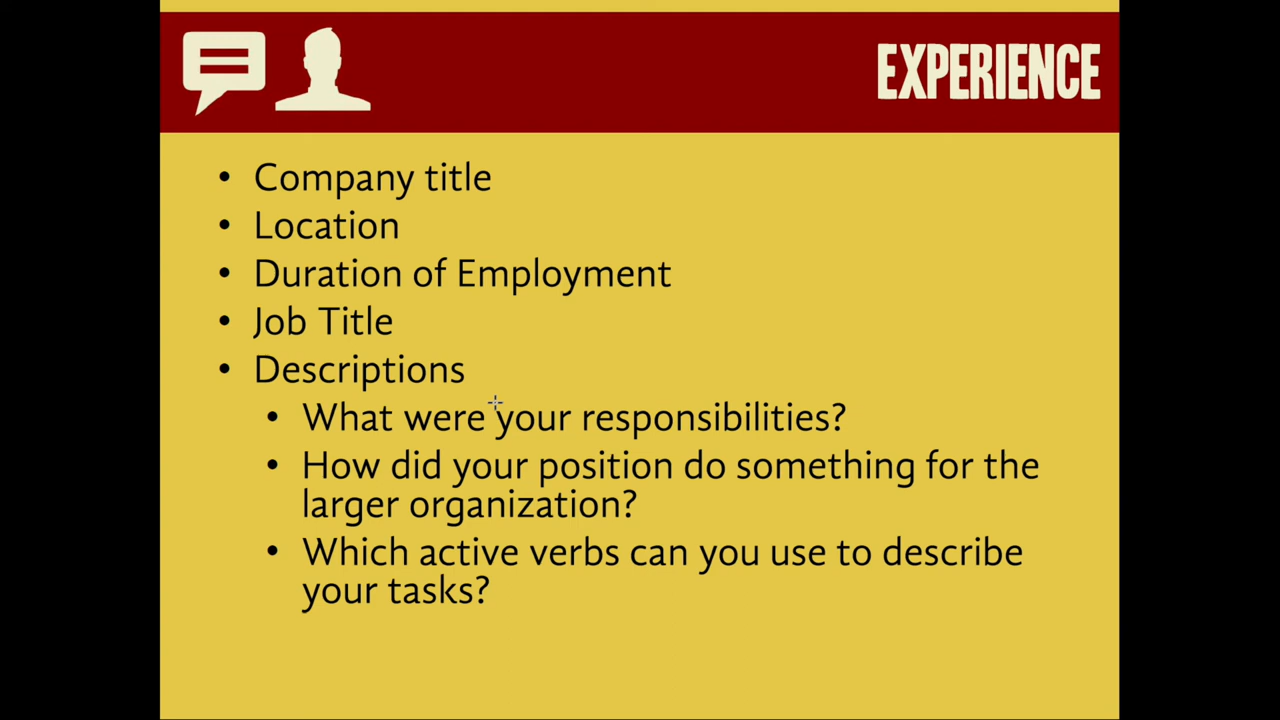 EXPERIENCE
• Company title
• Location
• Duration of Employment
• Job Title
• Descriptions
• What were your responsibilities?
• How did your position do something for the
larger organization?
• Which active verbs can you use to describe
your tasks?